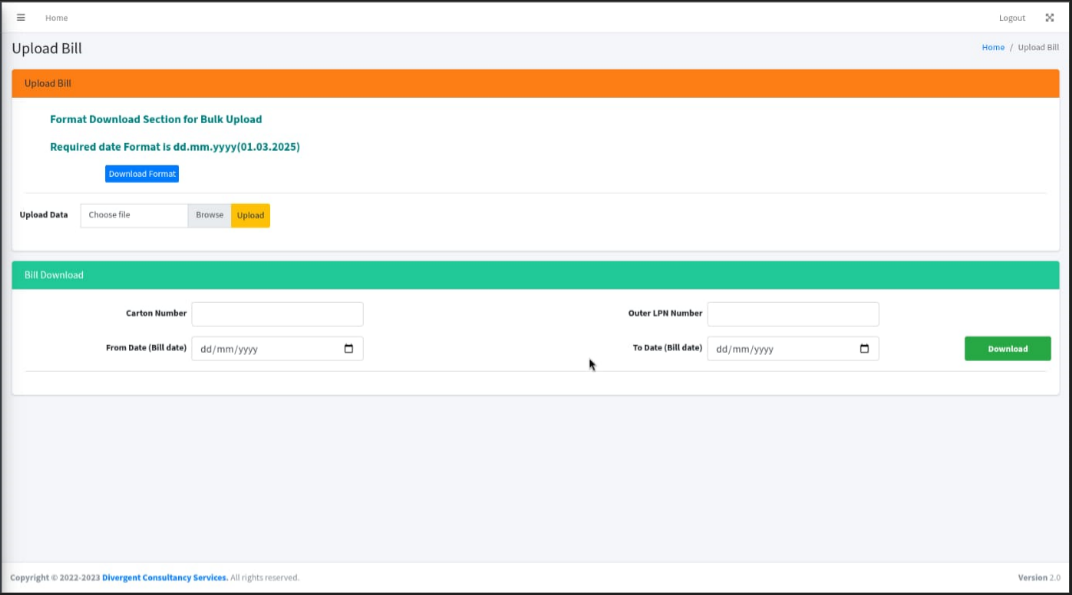 Home
Logout
Upload Bill
Home / Upload Bill
Upload Bill
Format Download Section for Bulk Upload
Required date Format is dd.mm.yyyy(01.03.2025)
Download Format
Upload Data Choose file Browse Upload
Bill Download
Carton Number Outer LPN Number
From Date (Bill date) dd/mm/yyyy To Date (Bill date) dd/mm/yyyy Download
Copyright © 2022-2023 Divergent Consultancy Services. All rights reserved. Version 2.0